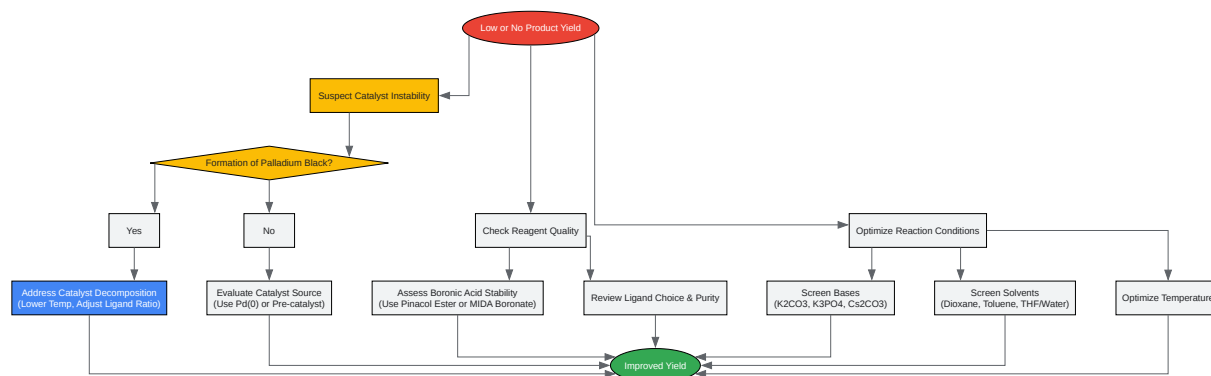 Low or No Product Yield
Suspect Catalyst Instability
Formation of Palladium Black?
Yes
No
Check Reagent Quality
Optimize Reaction Conditions
Address Catalyst Decomposition
(Lower Temp, Adjust Ligand Ratio)
Evaluate Catalyst Source
(Use Pd(0) or Pre-catalyst)
Assess Boronic Acid Stability
(Use Pinacol Ester or MIDA Boronate)
Review Ligand Choice & Purity
Screen Bases
(K2CO3, K3PO4, Cs2CO3)
Screen Solvents
(Dioxane, Toluene, THF/Water)
Optimize Temperature
Improved Yield